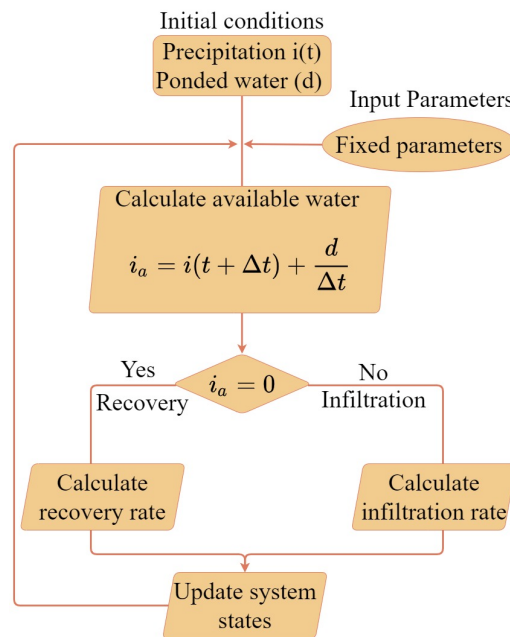 Initial conditions
Precipitation i(t)
Ponded water (d)
Input Parameters
Fixed parameters
Calculate available water
i_a = i(t + Δt) + d/Δt
Yes
Recovery
i_a = 0
No
Infiltration
Calculate
recovery rate
Calculate
infiltration rate
Update system
states